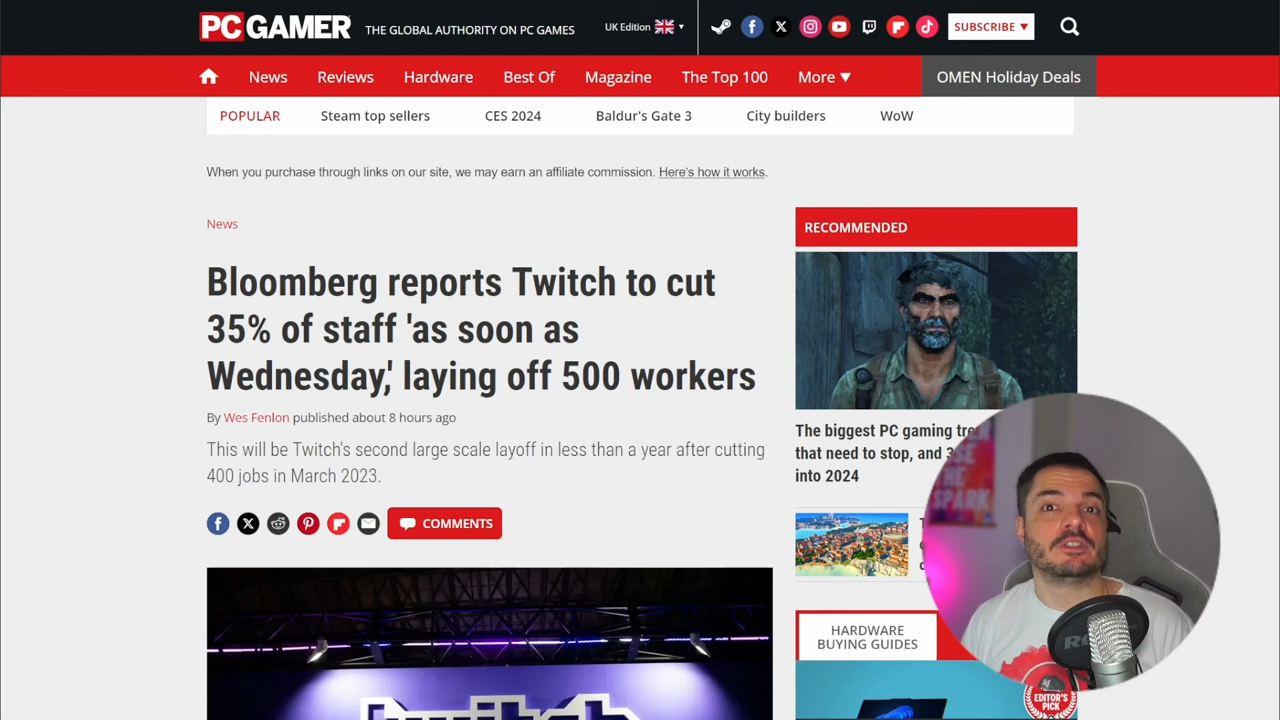 PC GAMER THE GLOBAL AUTHORITY ON PC GAMES UK Edition SUBSCRIBE
News Reviews Hardware Best Of Magazine The Top 100 More OMEN Holiday Deals
POPULAR Steam top sellers CES 2024 Baldur's Gate 3 City builders WoW
When you purchase through links on our site, we may earn an affiliate commission. Here's how it works.
News
Bloomberg reports Twitch to cut
35% of staff 'as soon as
Wednesday,' laying off 500 workers
By Wes Fenlon published about 8 hours ago
This will be Twitch's second large scale layoff in less than a year after cutting
400 jobs in March 2023.
COMMENTS
twitch
RECOMMENDED
The biggest PC gaming
that need to stop, and
into 2024
HARDWARE
BUYING GUIDES
THE
SPARK
EDITOR'S
PICK